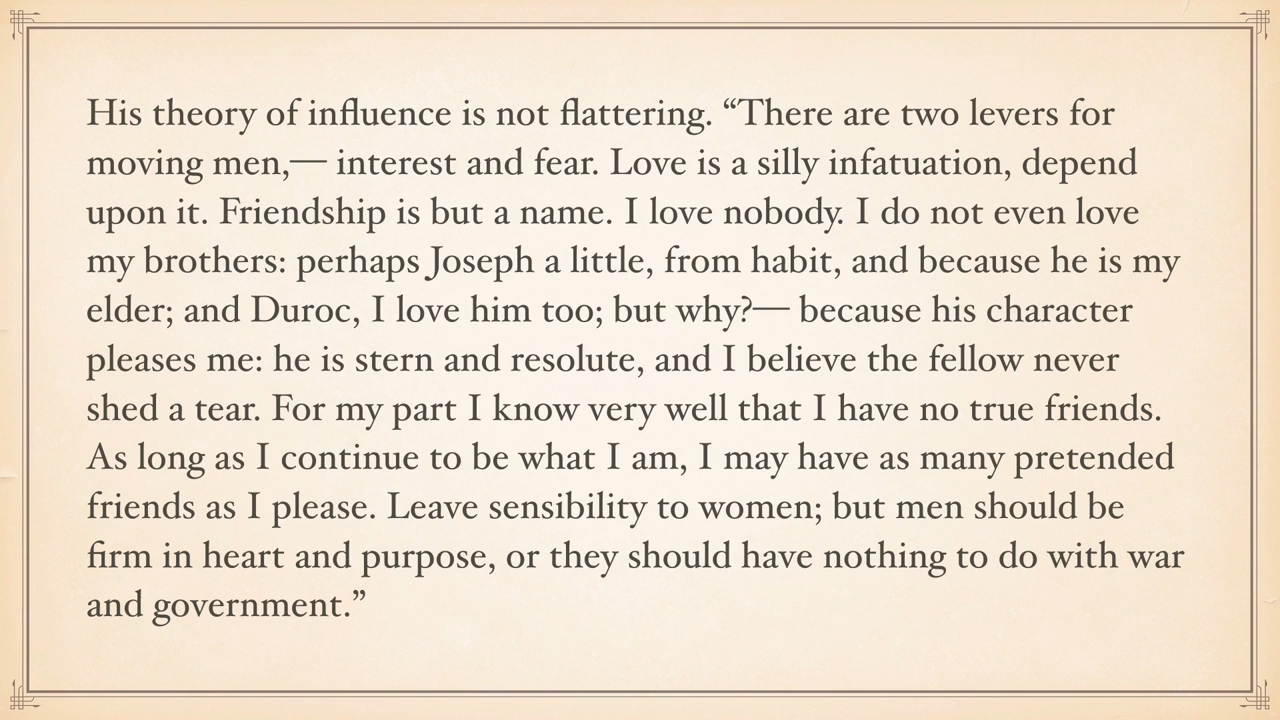 His theory of influence is not flattering. “There are two levers for
moving men,— interest and fear. Love is a silly infatuation, depend
upon it. Friendship is but a name. I love nobody. I do not even love
my brothers: perhaps Joseph a little, from habit, and because he is my
elder; and Duroc, I love him too; but why?— because his character
pleases me: he is stern and resolute, and I believe the fellow never
shed a tear. For my part I know very well that I have no true friends.
As long as I continue to be what I am, I may have as many pretended
friends as I please. Leave sensibility to women; but men should be
firm in heart and purpose, or they should have nothing to do with war
and government.”